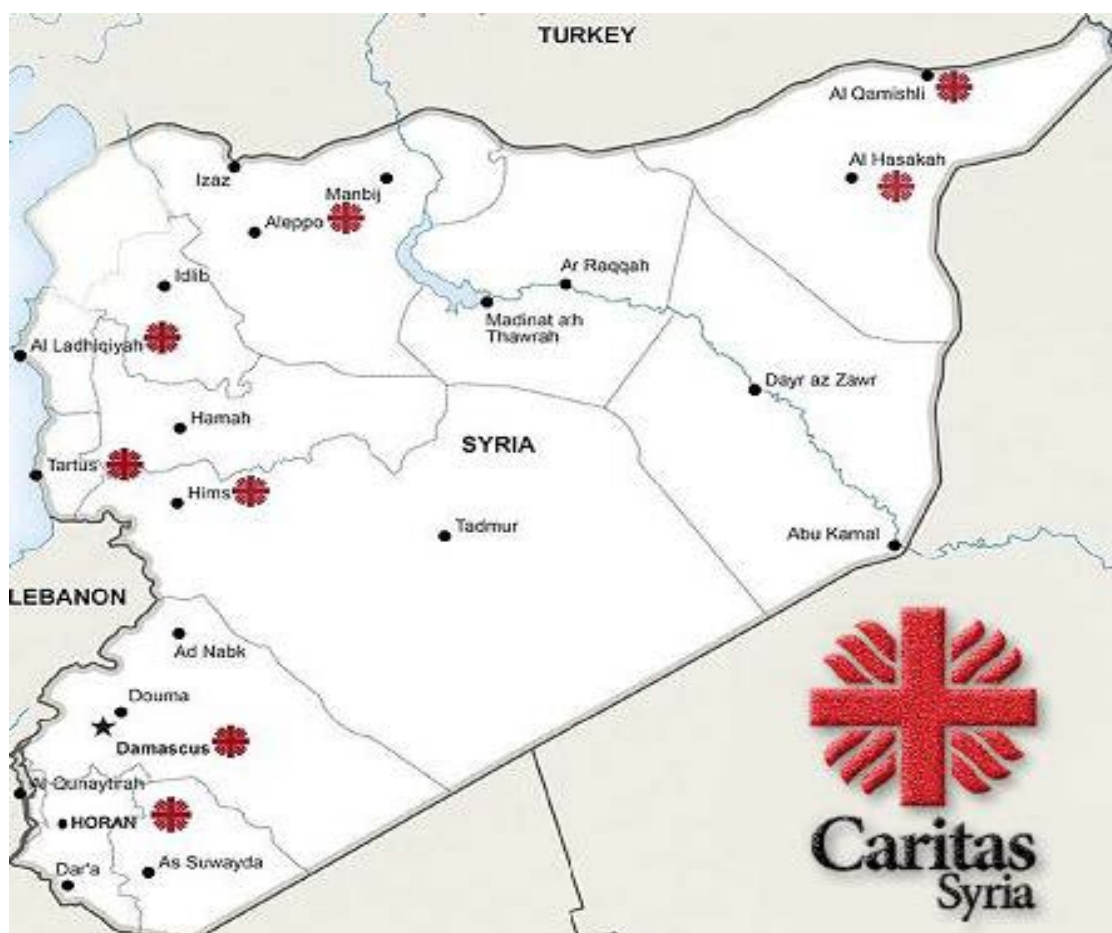 TURKEY
Al Qamishli
Al Hasakah
Izaz
Manbij
Aleppo
Idlib
Ar Raqqah
Madinat a:h
Thawrah
Al Ladhiqiyah
Dayr az Zawr
Hamah
SYRIA
Tartus
Hims
Tadmur
Abu Kamal
LEBANON
Ad Nabk
Douma
Damascus
Al Qunaytirah
HORAN
Dar'a
As Suwayda
Caritas
Syria